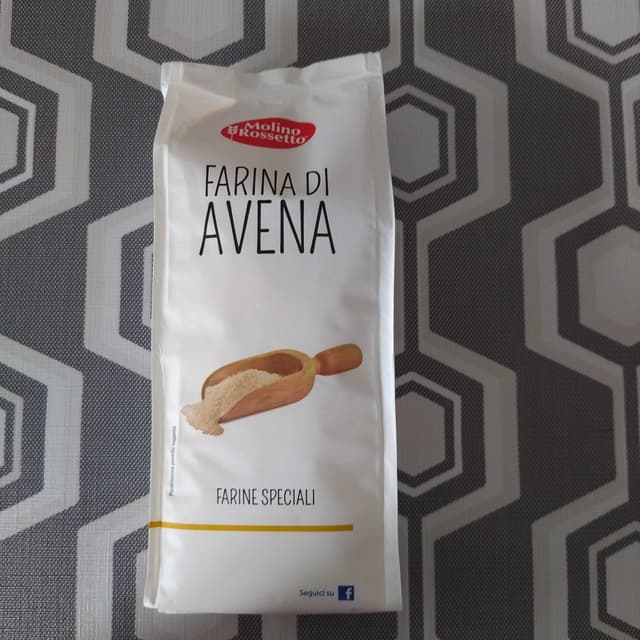 Molino
Rossetto
FARINA DI
AVENA
FARINE SPECIALI
Seguici su